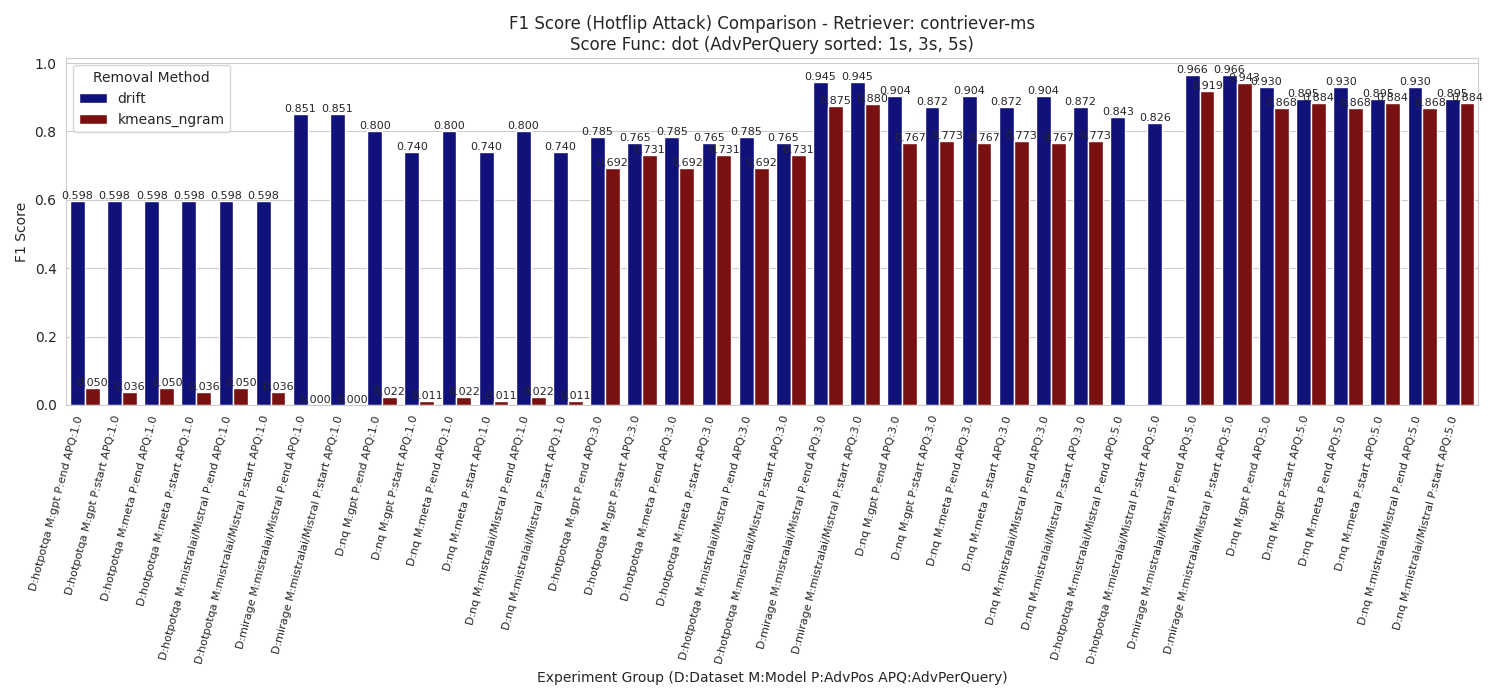 F1 Score (Hotflip Attack) Comparison - Retriever: contriever-ms
Score Func: dot (AdvPerQuery sorted: 1s, 3s, 5s)
Removal Method
drift
kmeans_ngram
F1 Score
1.0
0.8
0.6
0.4
0.2
0.0
0.598
0.050
0.598
0.036
0.598
0.050
0.598
0.036
0.598
0.050
0.598
0.036
0.851
0.000
0.851
0.000
0.800
0.022
0.740
0.011
0.800
0.022
0.740
0.011
0.800
0.022
0.740
0.011
0.785
0.692
0.765
0.731
0.785
0.692
0.765
0.731
0.785
0.692
0.765
0.731
0.945
0.875
0.945
0.880
0.904
0.767
0.872
0.773
0.904
0.767
0.872
0.773
0.904
0.767
0.872
0.773
0.843
0.826
0.966
0.919
0.966
0.943
0.930
0.868
0.895
0.884
0.930
0.868
0.895
0.884
0.930
0.868
0.895
0.884
D:hotpotqa M:gpt P:end APQ:1.0
D:hotpotqa M:gpt P:start APQ:1.0
D:hotpotqa M:meta P:end APQ:1.0
D:hotpotqa M:meta P:start APQ:1.0
D:hotpotqa M:mistralai/Mistral P:end APQ:1.0
D:hotpotqa M:mistralai/Mistral P:start APQ:1.0
D:mirage M:mistralai/Mistral P:end APQ:1.0
D:mirage M:mistralai/Mistral P:start APQ:1.0
D:nq M:gpt P:end APQ:1.0
D:nq M:gpt P:start APQ:1.0
D:nq M:meta P:end APQ:1.0
D:nq M:meta P:start APQ:1.0
D:nq M:mistralai/Mistral P:end APQ:1.0
D:nq M:mistralai/Mistral P:start APQ:1.0
D:hotpotqa M:gpt P:end APQ:3.0
D:hotpotqa M:gpt P:start APQ:3.0
D:hotpotqa M:meta P:end APQ:3.0
D:hotpotqa M:meta P:start APQ:3.0
D:hotpotqa M:mistralai/Mistral P:end APQ:3.0
D:hotpotqa M:mistralai/Mistral P:start APQ:3.0
D:mirage M:mistralai/Mistral P:end APQ:3.0
D:mirage M:mistralai/Mistral P:start APQ:3.0
D:nq M:gpt P:end APQ:3.0
D:nq M:gpt P:start APQ:3.0
D:nq M:meta P:end APQ:3.0
D:nq M:meta P:start APQ:3.0
D:nq M:mistralai/Mistral P:end APQ:3.0
D:nq M:mistralai/Mistral P:start APQ:3.0
D:hotpotqa M:mistralai/Mistral P:end APQ:5.0
D:hotpotqa M:mistralai/Mistral P:start APQ:5.0
D:mirage M:mistralai/Mistral P:end APQ:5.0
D:mirage M:mistralai/Mistral P:start APQ:5.0
D:nq M:gpt P:end APQ:5.0
D:nq M:gpt P:start APQ:5.0
D:nq M:meta P:end APQ:5.0
D:nq M:meta P:start APQ:5.0
D:nq M:mistralai/Mistral P:end APQ:5.0
D:nq M:mistralai/Mistral P:start APQ:5.0
Experiment Group (D:Dataset M:Model P:AdvPos APQ:AdvPerQuery)